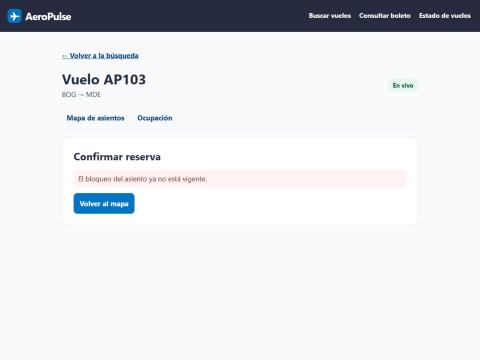 AeroPulse
Buscar vuelos Consultar boleto Estado de vuelos
← Volver a la búsqueda
Vuelo AP103
BOG → MDE
En vivo
Mapa de asientos Ocupación
Confirmar reserva
El bloqueo del asiento ya no está vigente.
Volver al mapa